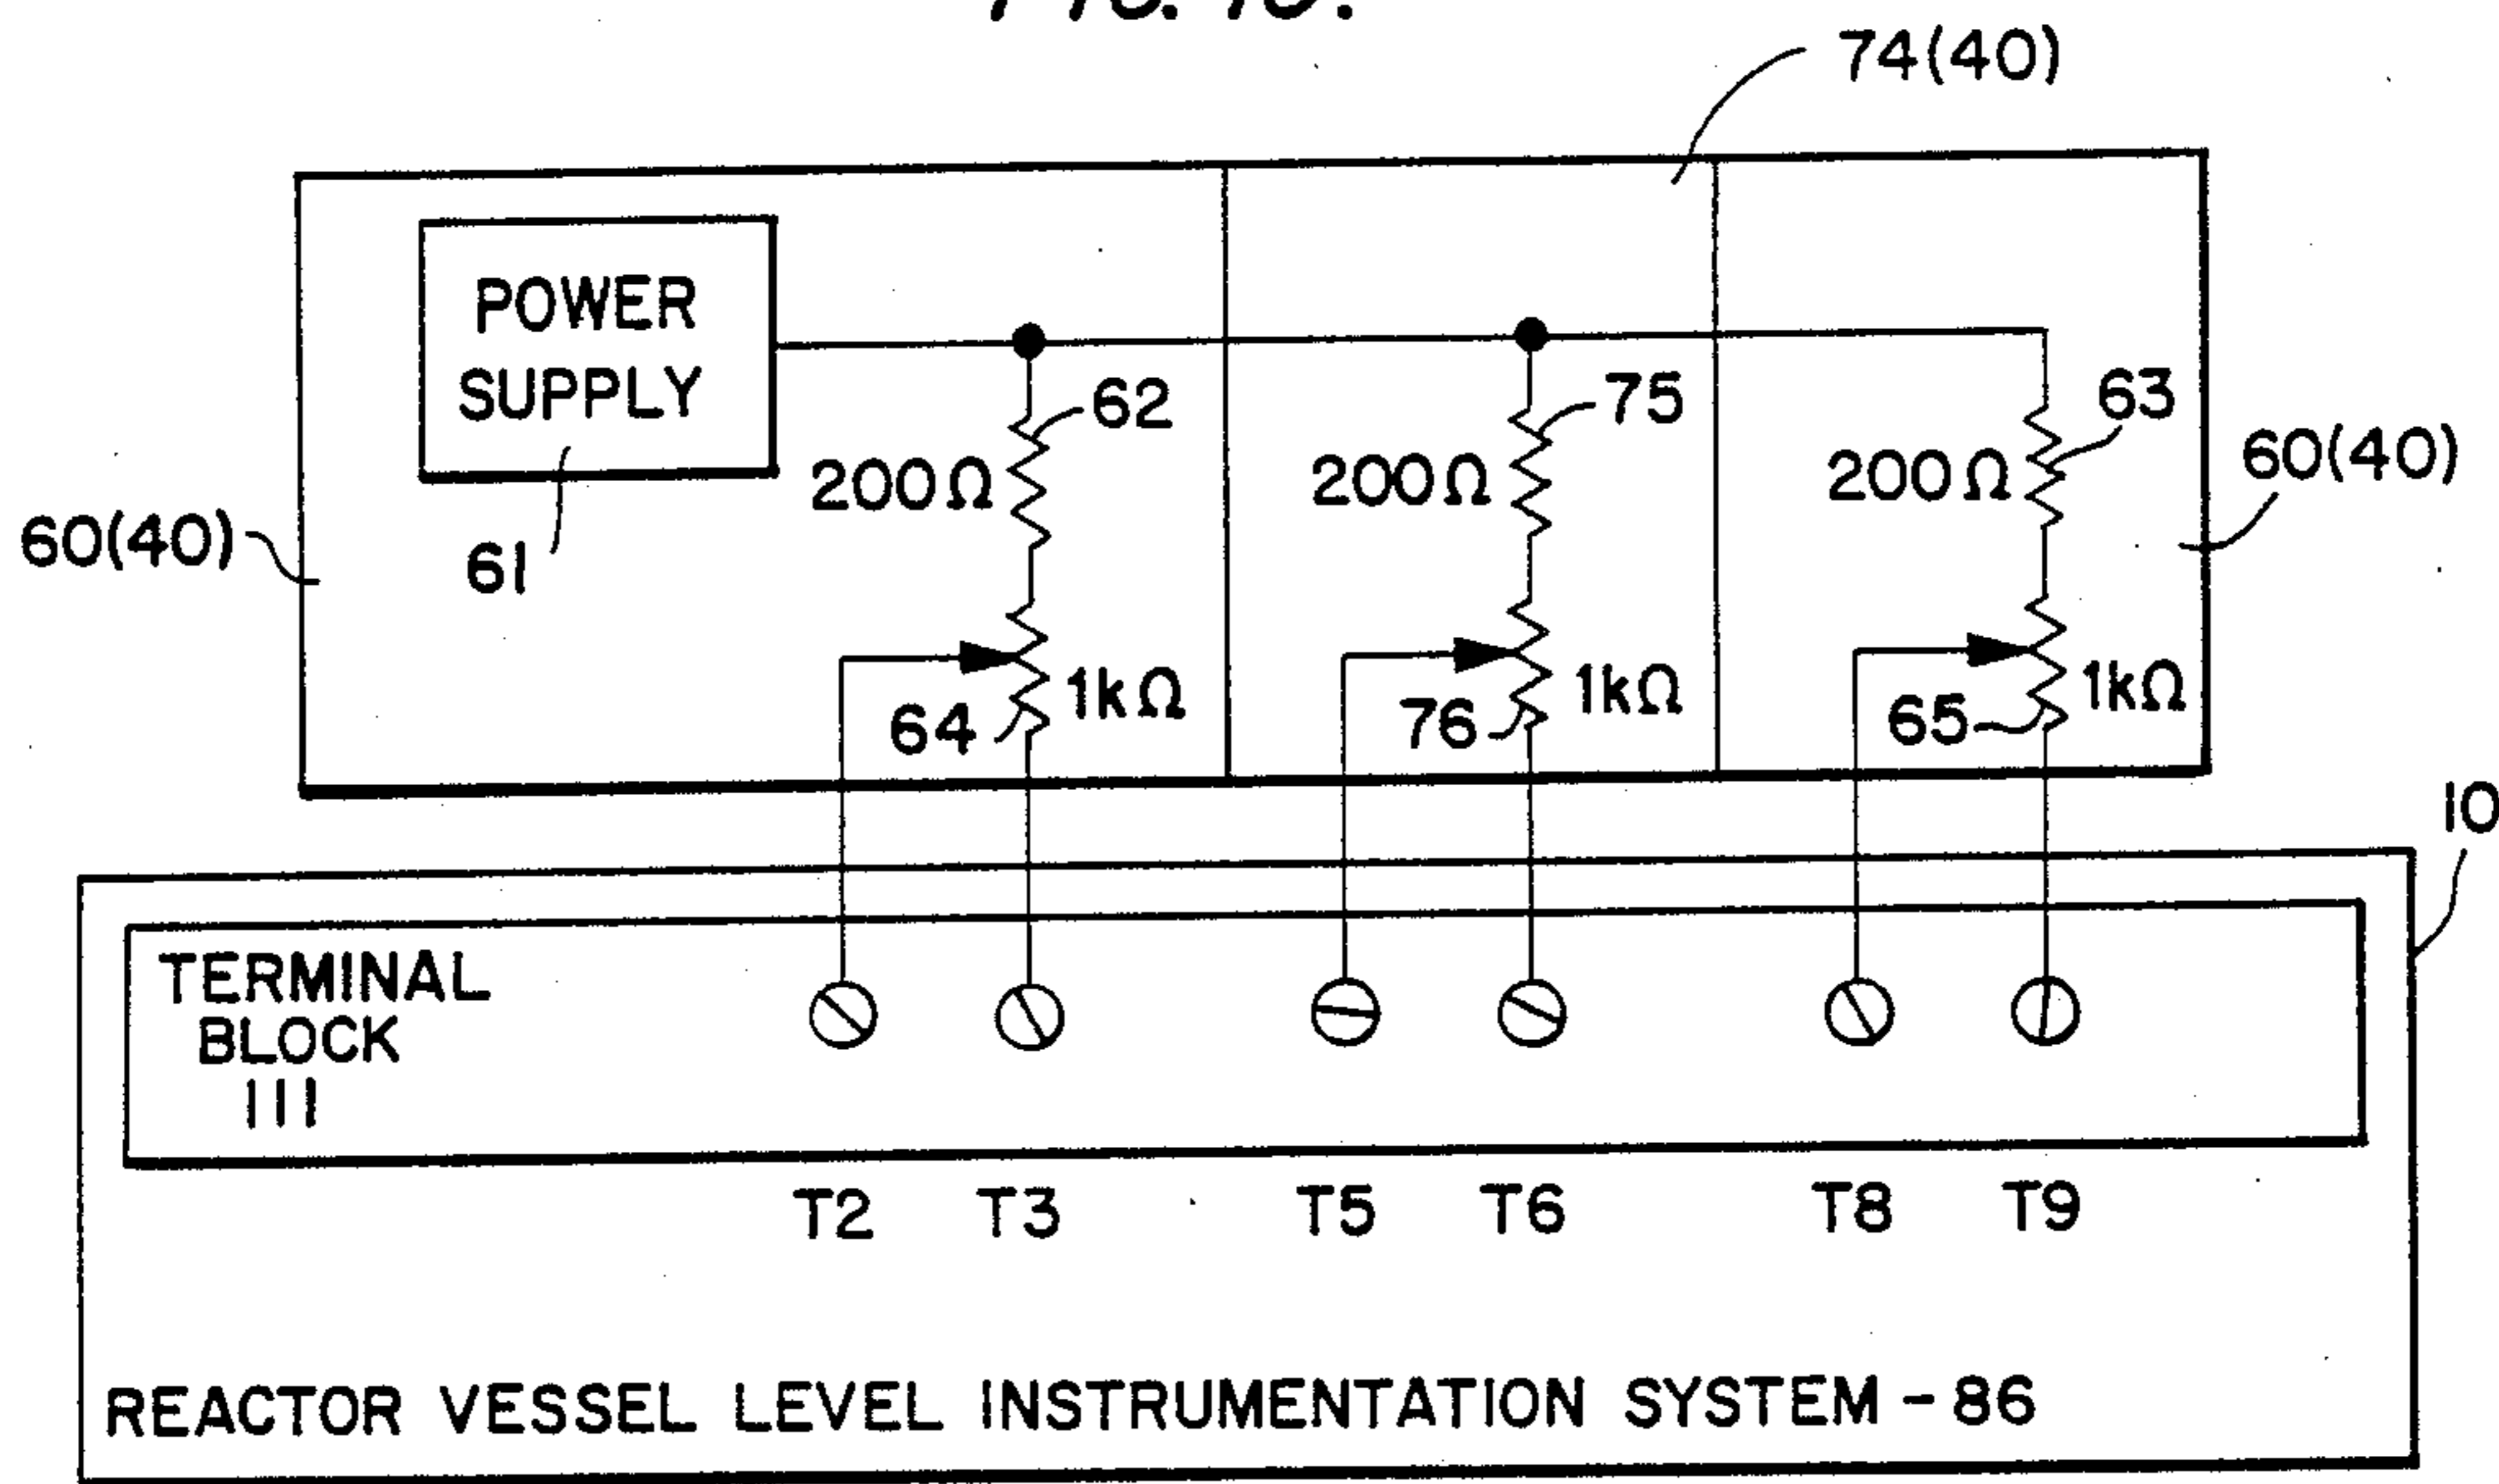 74(40)
POWER
SUPPLY
62
75
63
200Ω
200Ω
200Ω
60(40)
60(40)
61
1kΩ
1kΩ
1kΩ
64
76
65
10
TERMINAL
BLOCK
111
T2 T3 T5 T6 T8 T9
REACTOR VESSEL LEVEL INSTRUMENTATION SYSTEM - 86